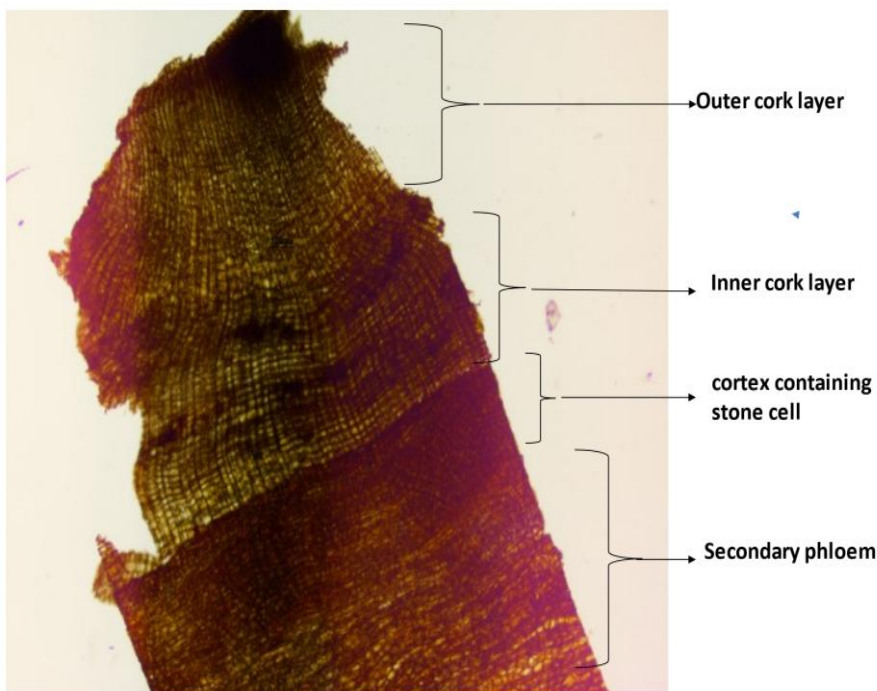 Outer cork layer
Inner cork layer
cortex containing
stone cell
Secondary phloem